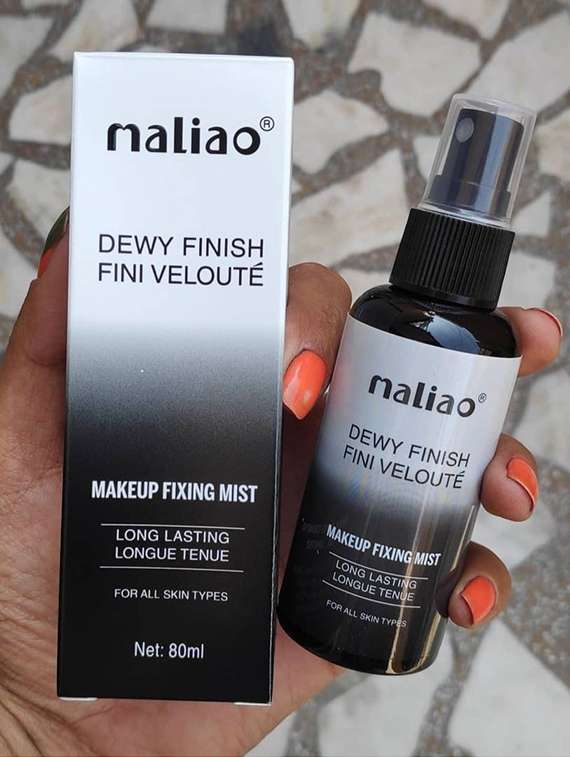 maliao®
DEWY FINISH
FINI VELOUTÉ
MAKEUP FIXING MIST
LONG LASTING
LONGUE TENUE
FOR ALL SKIN TYPES
Net: 80ml
maliao®
DEWY FINISH
FINI VELOUTÉ
MAKEUP FIXING MIST
LONG LASTING
LONGUE TENUE
FOR ALL SKIN TYPES